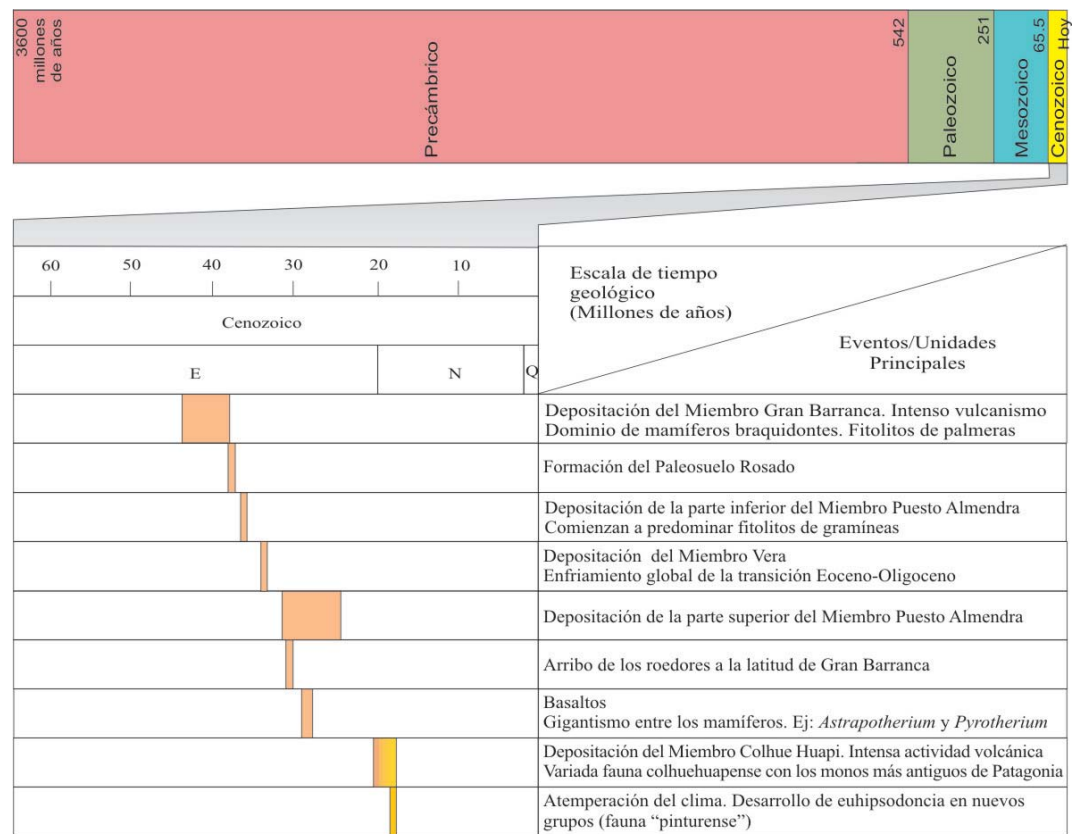 3600
millones
de años
Precámbrico
542
Paleozoico
251
Mesozoico
65.5
Cenozoico
Hoy
60 50 40 30 20 10
Cenozoico
E N Q
Escala de tiempo
geológico
(Millones de años)
Eventos/Unidades
Principales
Depositación del Miembro Gran Barranca. Intenso vulcanismo
Dominio de mamíferos braquidontes. Fitolitos de palmeras
Formación del Paleosuelo Rosado
Depositación de la parte inferior del Miembro Puesto Almendra
Comienzan a predominar fitolitos de gramíneas
Depositación del Miembro Vera
Enfriamiento global de la transición Eoceno-Oligoceno
Depositación de la parte superior del Miembro Puesto Almendra
Arribo de los roedores a la latitud de Gran Barranca
Basaltos
Gigantismo entre los mamíferos. Ej: Astrapotherium y Pyrotherium
Depositación del Miembro Colhue Huapi. Intensa actividad volcánica
Variada fauna colhuehuapense con los monos más antiguos de Patagonia
Atemperación del clima. Desarrollo de euhipsodoncia en nuevos
grupos (fauna “pinturense”)